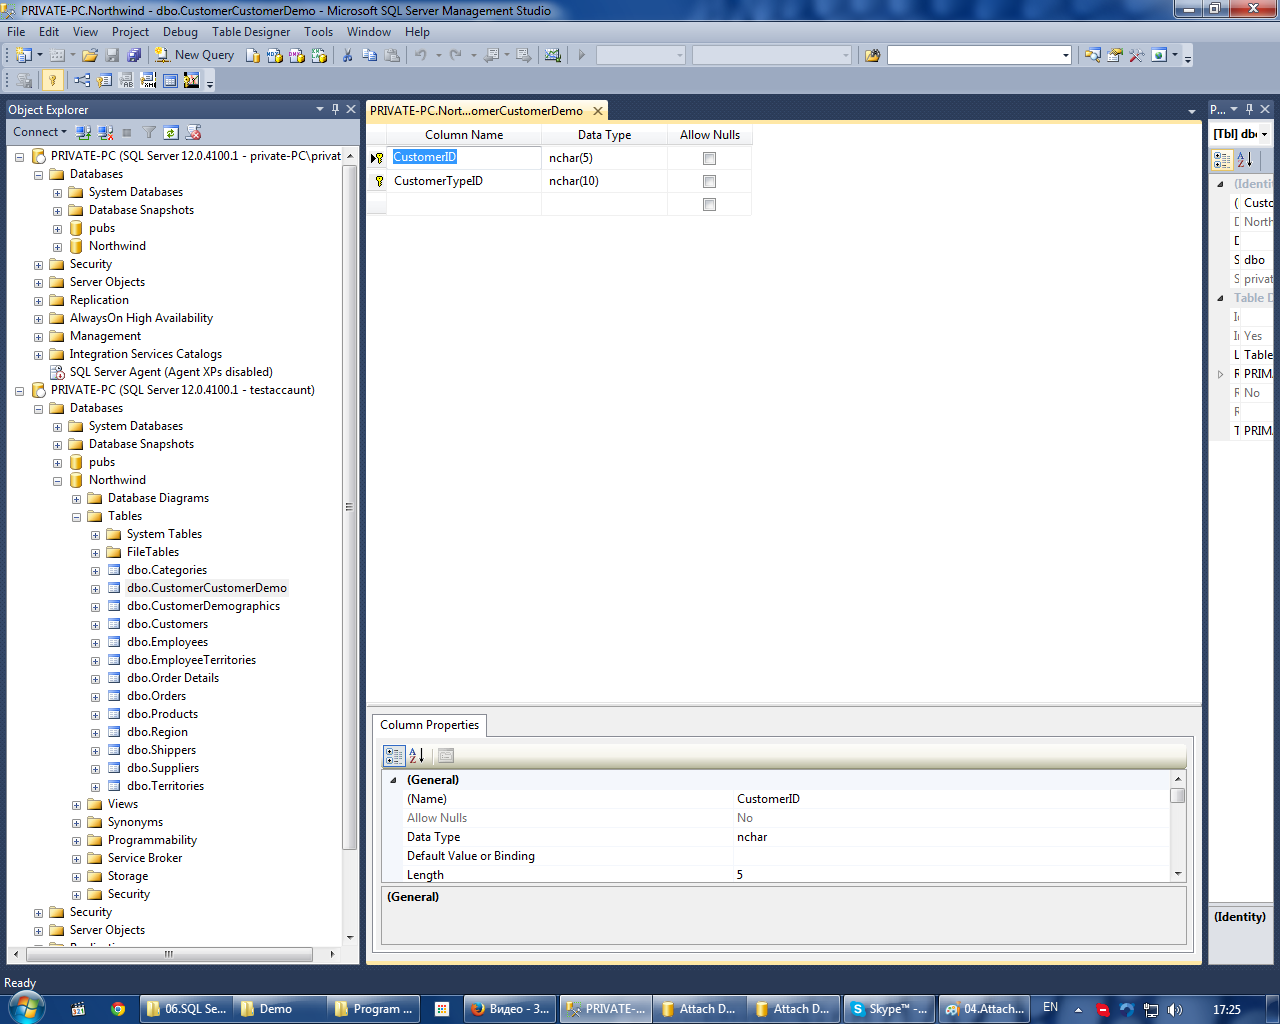 PRIVATE-PC.Northwind - dbo.CustomerCustomerDemo - Microsoft SQL Server Management Studio
File Edit View Project Debug Table Designer Tools Window Help
New Query
Object Explorer
Connect
PRIVATE-PC (SQL Server 12.0.4100.1 - private-PC\privat
Databases
System Databases
Database Snapshots
pubs
Northwind
Security
Server Objects
Replication
AlwaysOn High Availability
Management
Integration Services Catalogs
SQL Server Agent (Agent XPs disabled)
PRIVATE-PC (SQL Server 12.0.4100.1 - testaccaunt)
Databases
System Databases
Database Snapshots
pubs
Northwind
Database Diagrams
Tables
System Tables
FileTables
dbo.Categories
dbo.CustomerCustomerDemo
dbo.CustomerDemographics
dbo.Customers
dbo.Employees
dbo.EmployeeTerritories
dbo.Order Details
dbo.Orders
dbo.Products
dbo.Region
dbo.Shippers
dbo.Suppliers
dbo.Territories
Views
Synonyms
Programmability
Service Broker
Storage
Security
Security
Server Objects
PRIVATE-PC.Nort...omerCustomerDemo
Column Name Data Type Allow Nulls
CustomerID nchar(5)
CustomerTypeID nchar(10)
Column Properties
(General)
(Name) CustomerID
Allow Nulls No
Data Type nchar
Default Value or Binding
Length 5
(General)
P...
[Tbl] dbo
(Identi
( Custo
D North
D
S dbo
S privat
Table D
Yes
L Table
R PRIM
R No
R
T PRIM
(Identity)
Ready
06.SQL Se...
Demo
Program ...
Видео - З...
PRIVATE-...
Attach D...
Attach D...
Skype™ -...
04.Attach...
EN
17:25